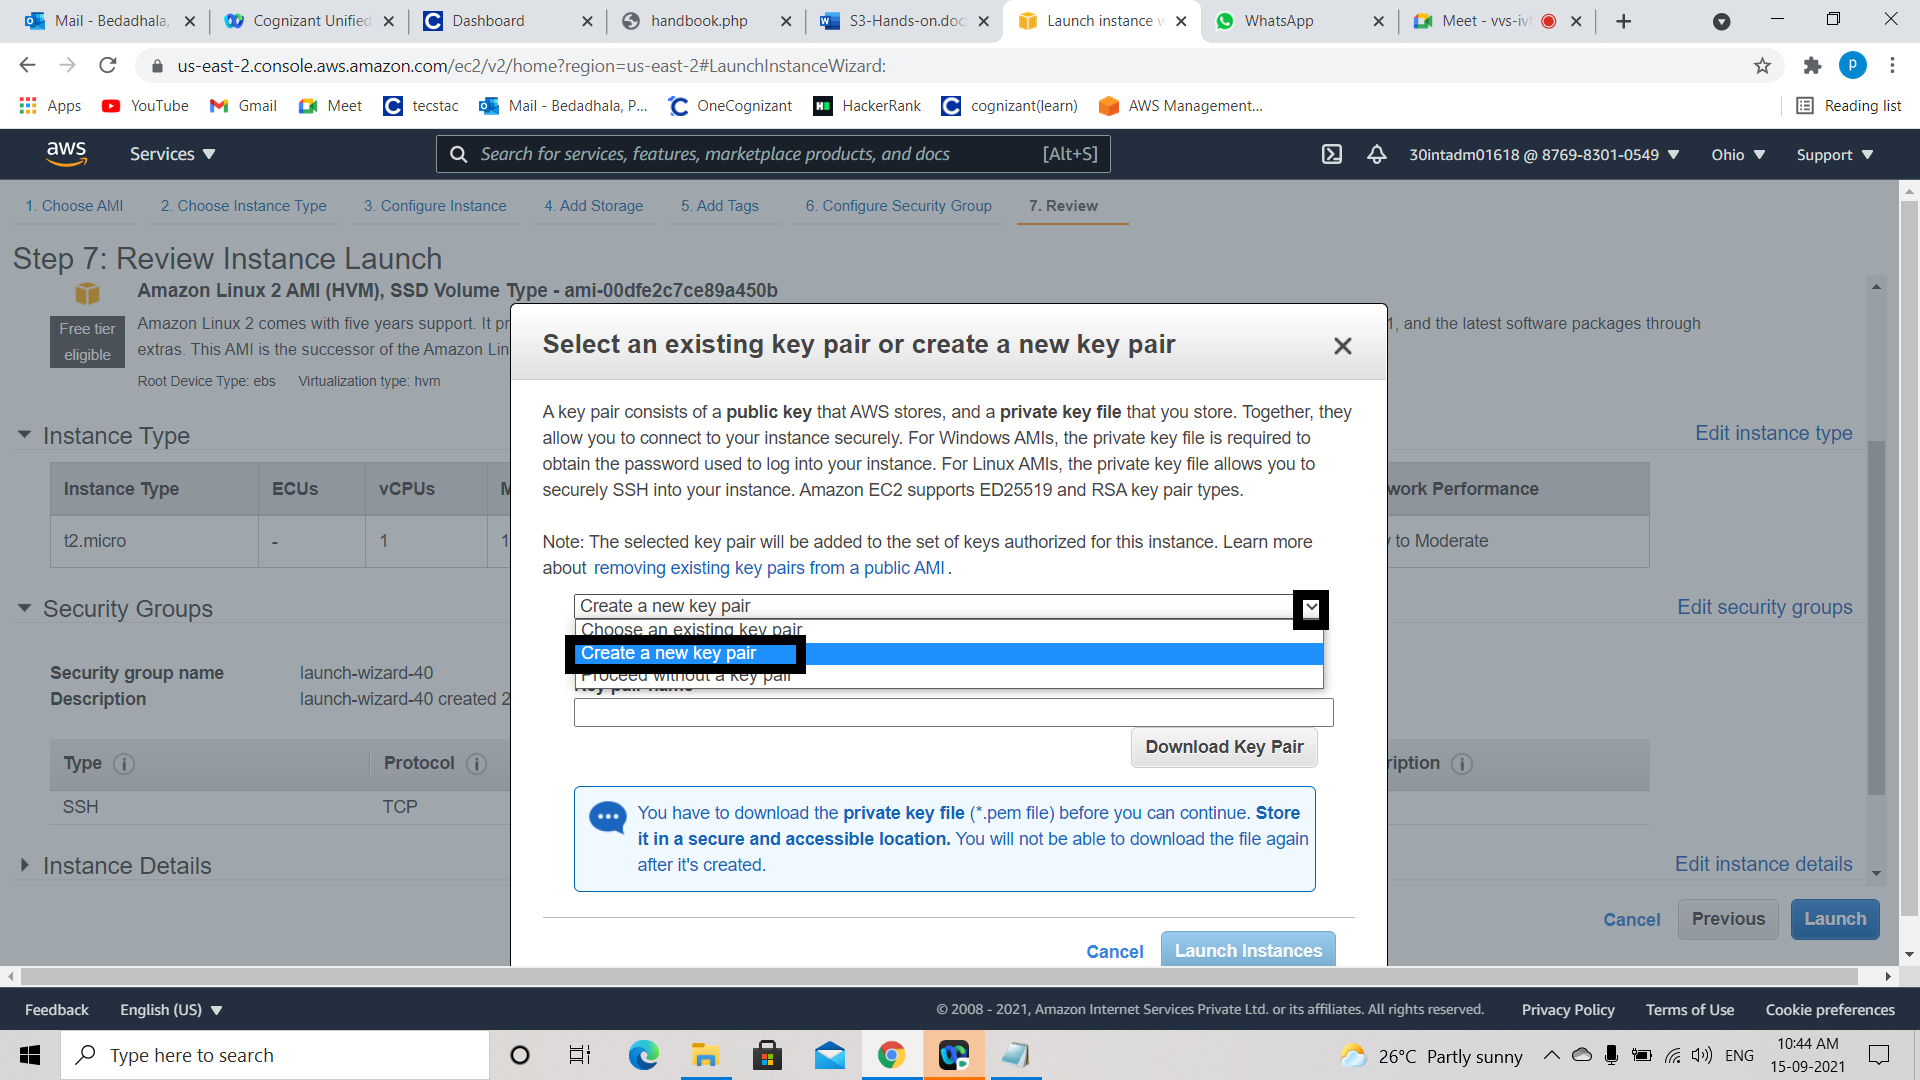 Mail - Bedadhala,
Cognizant Unified
Dashboard
handbook.php
S3-Hands-on.doc
Launch instance w
WhatsApp
Meet - vvs-ivf
us-east-2.console.aws.amazon.com/ec2/v2/home?region=us-east-2#LaunchInstanceWizard:
p
Apps
YouTube
Gmail
Meet
tecstac
Mail - Bedadhala, P...
OneCognizant
HackerRank
cognizant(learn)
AWS Management...
Reading list
aws
Services
Search for services, features, marketplace products, and docs
[Alt+S]
30intadm01618 @ 8769-8301-0549
Ohio
Support
1. Choose AMI
2. Choose Instance Type
3. Configure Instance
4. Add Storage
5. Add Tags
6. Configure Security Group
7. Review
Step 7: Review Instance Launch
Amazon Linux 2 AMI (HVM), SSD Volume Type - ami-00dfe2c7ce89a450b
Free tier
eligible
Amazon Linux 2 comes with five years support. It pr
1, and the latest software packages through
extras. This AMI is the successor of the Amazon Lin
Root Device Type: ebs Virtualization type: hvm
Instance Type
Edit instance type
Instance Type
ECUs
vCPUs
M
work Performance
t2.micro
-
1
1
to Moderate
Security Groups
Edit security groups
Security group name
launch-wizard-40
Description
launch-wizard-40 created 2
Type
Protocol
ription
SSH
TCP
Instance Details
Edit instance details
Cancel
Previous
Launch
Select an existing key pair or create a new key pair
A key pair consists of a public key that AWS stores, and a private key file that you store. Together, they
allow you to connect to your instance securely. For Windows AMIs, the private key file is required to
obtain the password used to log into your instance. For Linux AMIs, the private key file allows you to
securely SSH into your instance. Amazon EC2 supports ED25519 and RSA key pair types.
Note: The selected key pair will be added to the set of keys authorized for this instance. Learn more
about removing existing key pairs from a public AMI.
Create a new key pair
Choose an existing key pair
Create a new key pair
Proceed without a key pair
Key pair name
Download Key Pair
You have to download the private key file (*.pem file) before you can continue. Store
it in a secure and accessible location. You will not be able to download the file again
after it's created.
Cancel
Launch Instances
Feedback
English (US)
© 2008 - 2021, Amazon Internet Services Private Ltd. or its affiliates. All rights reserved.
Privacy Policy
Terms of Use
Cookie preferences
Type here to search
26°C Partly sunny
ENG
10:44 AM
15-09-2021